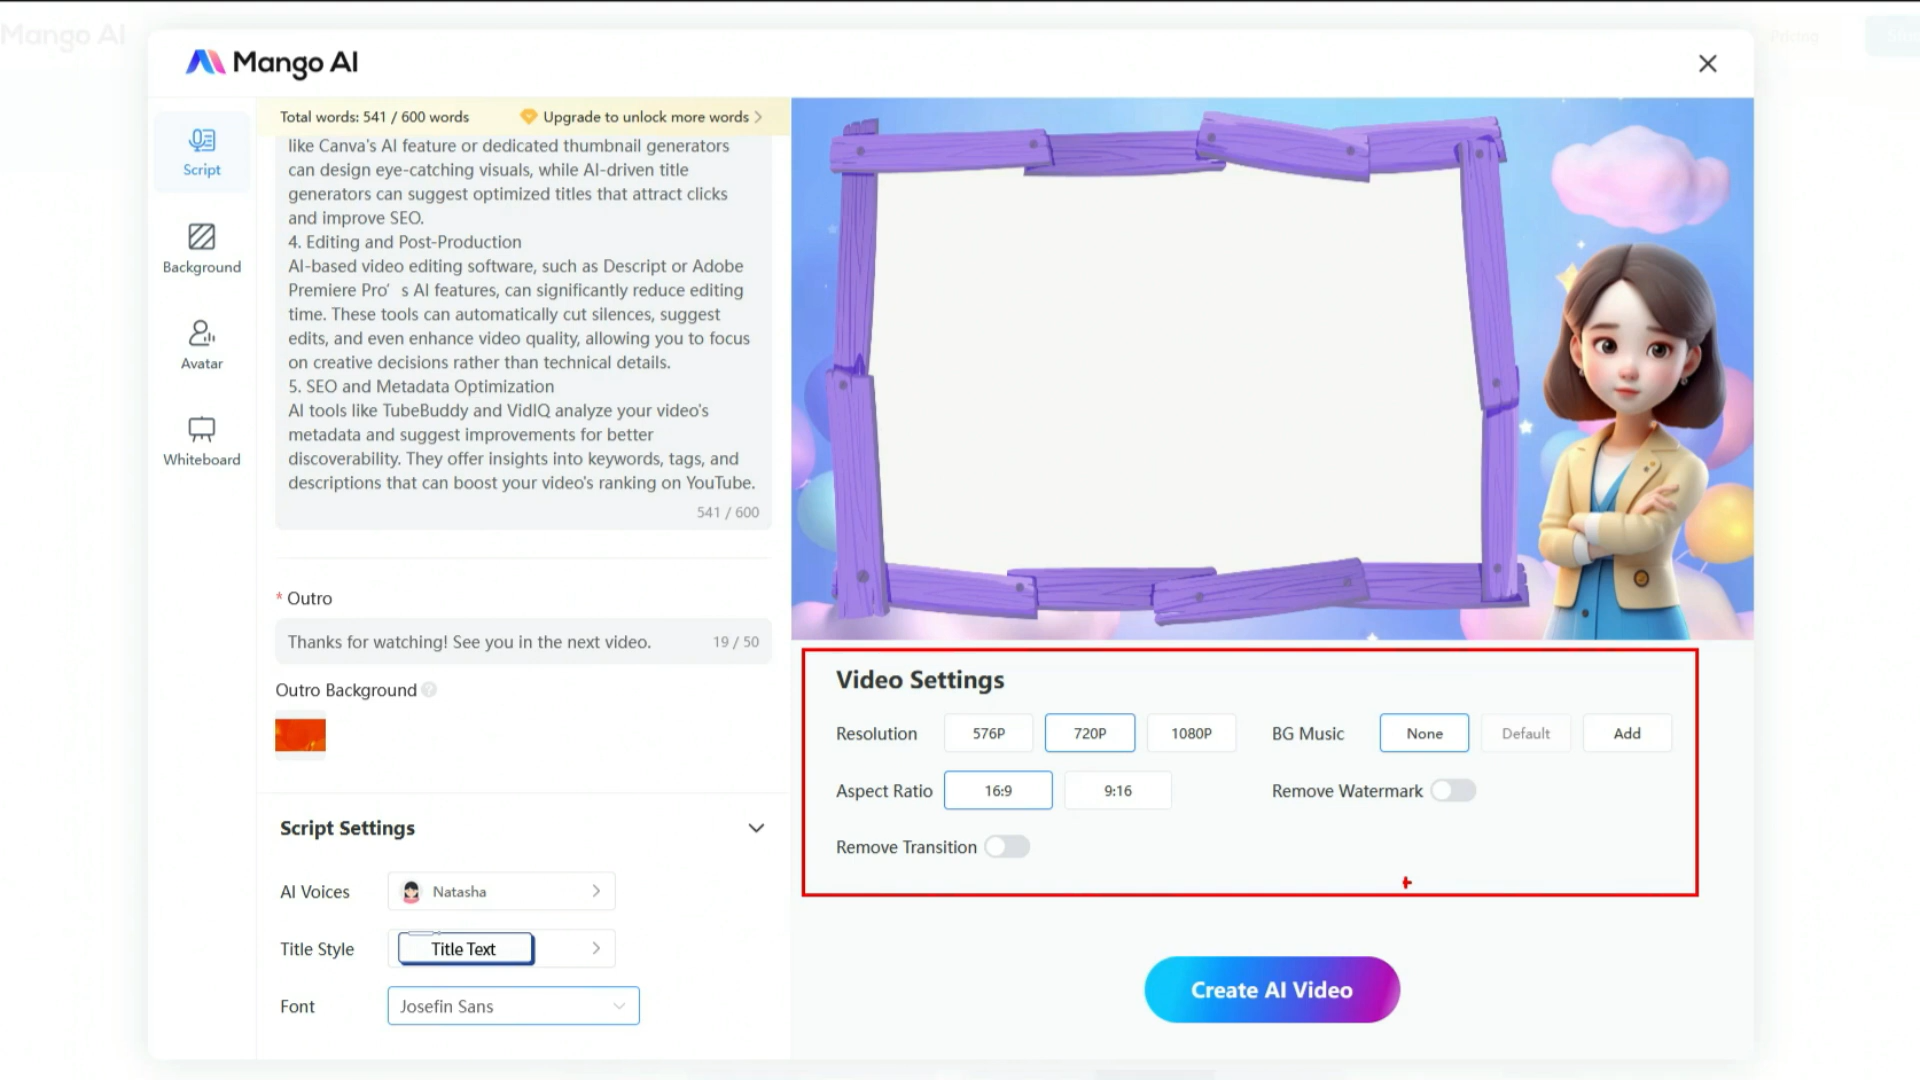 Mango AI
Pricing
Mango AI
Total words: 541 / 600 words
Upgrade to unlock more words
Script
Background
Avatar
Whiteboard
like Canva's AI feature or dedicated thumbnail generators
can design eye-catching visuals, while AI-driven title
generators can suggest optimized titles that attract clicks
and improve SEO.
4. Editing and Post-Production
AI-based video editing software, such as Descript or Adobe
Premiere Pro’ s AI features, can significantly reduce editing
time. These tools can automatically cut silences, suggest
edits, and even enhance video quality, allowing you to focus
on creative decisions rather than technical details.
5. SEO and Metadata Optimization
AI tools like TubeBuddy and VidIQ analyze your video's
metadata and suggest improvements for better
discoverability. They offer insights into keywords, tags, and
descriptions that can boost your video's ranking on YouTube.
541 / 600
* Outro
Thanks for watching! See you in the next video. 19 / 50
Outro Background ?
Script Settings
AI Voices Natasha
Title Style Title Text
Font Josefin Sans
Video Settings
Resolution 576P 720P 1080P
BG Music None Default Add
Aspect Ratio 16:9 9:16
Remove Watermark
Remove Transition
Create AI Video